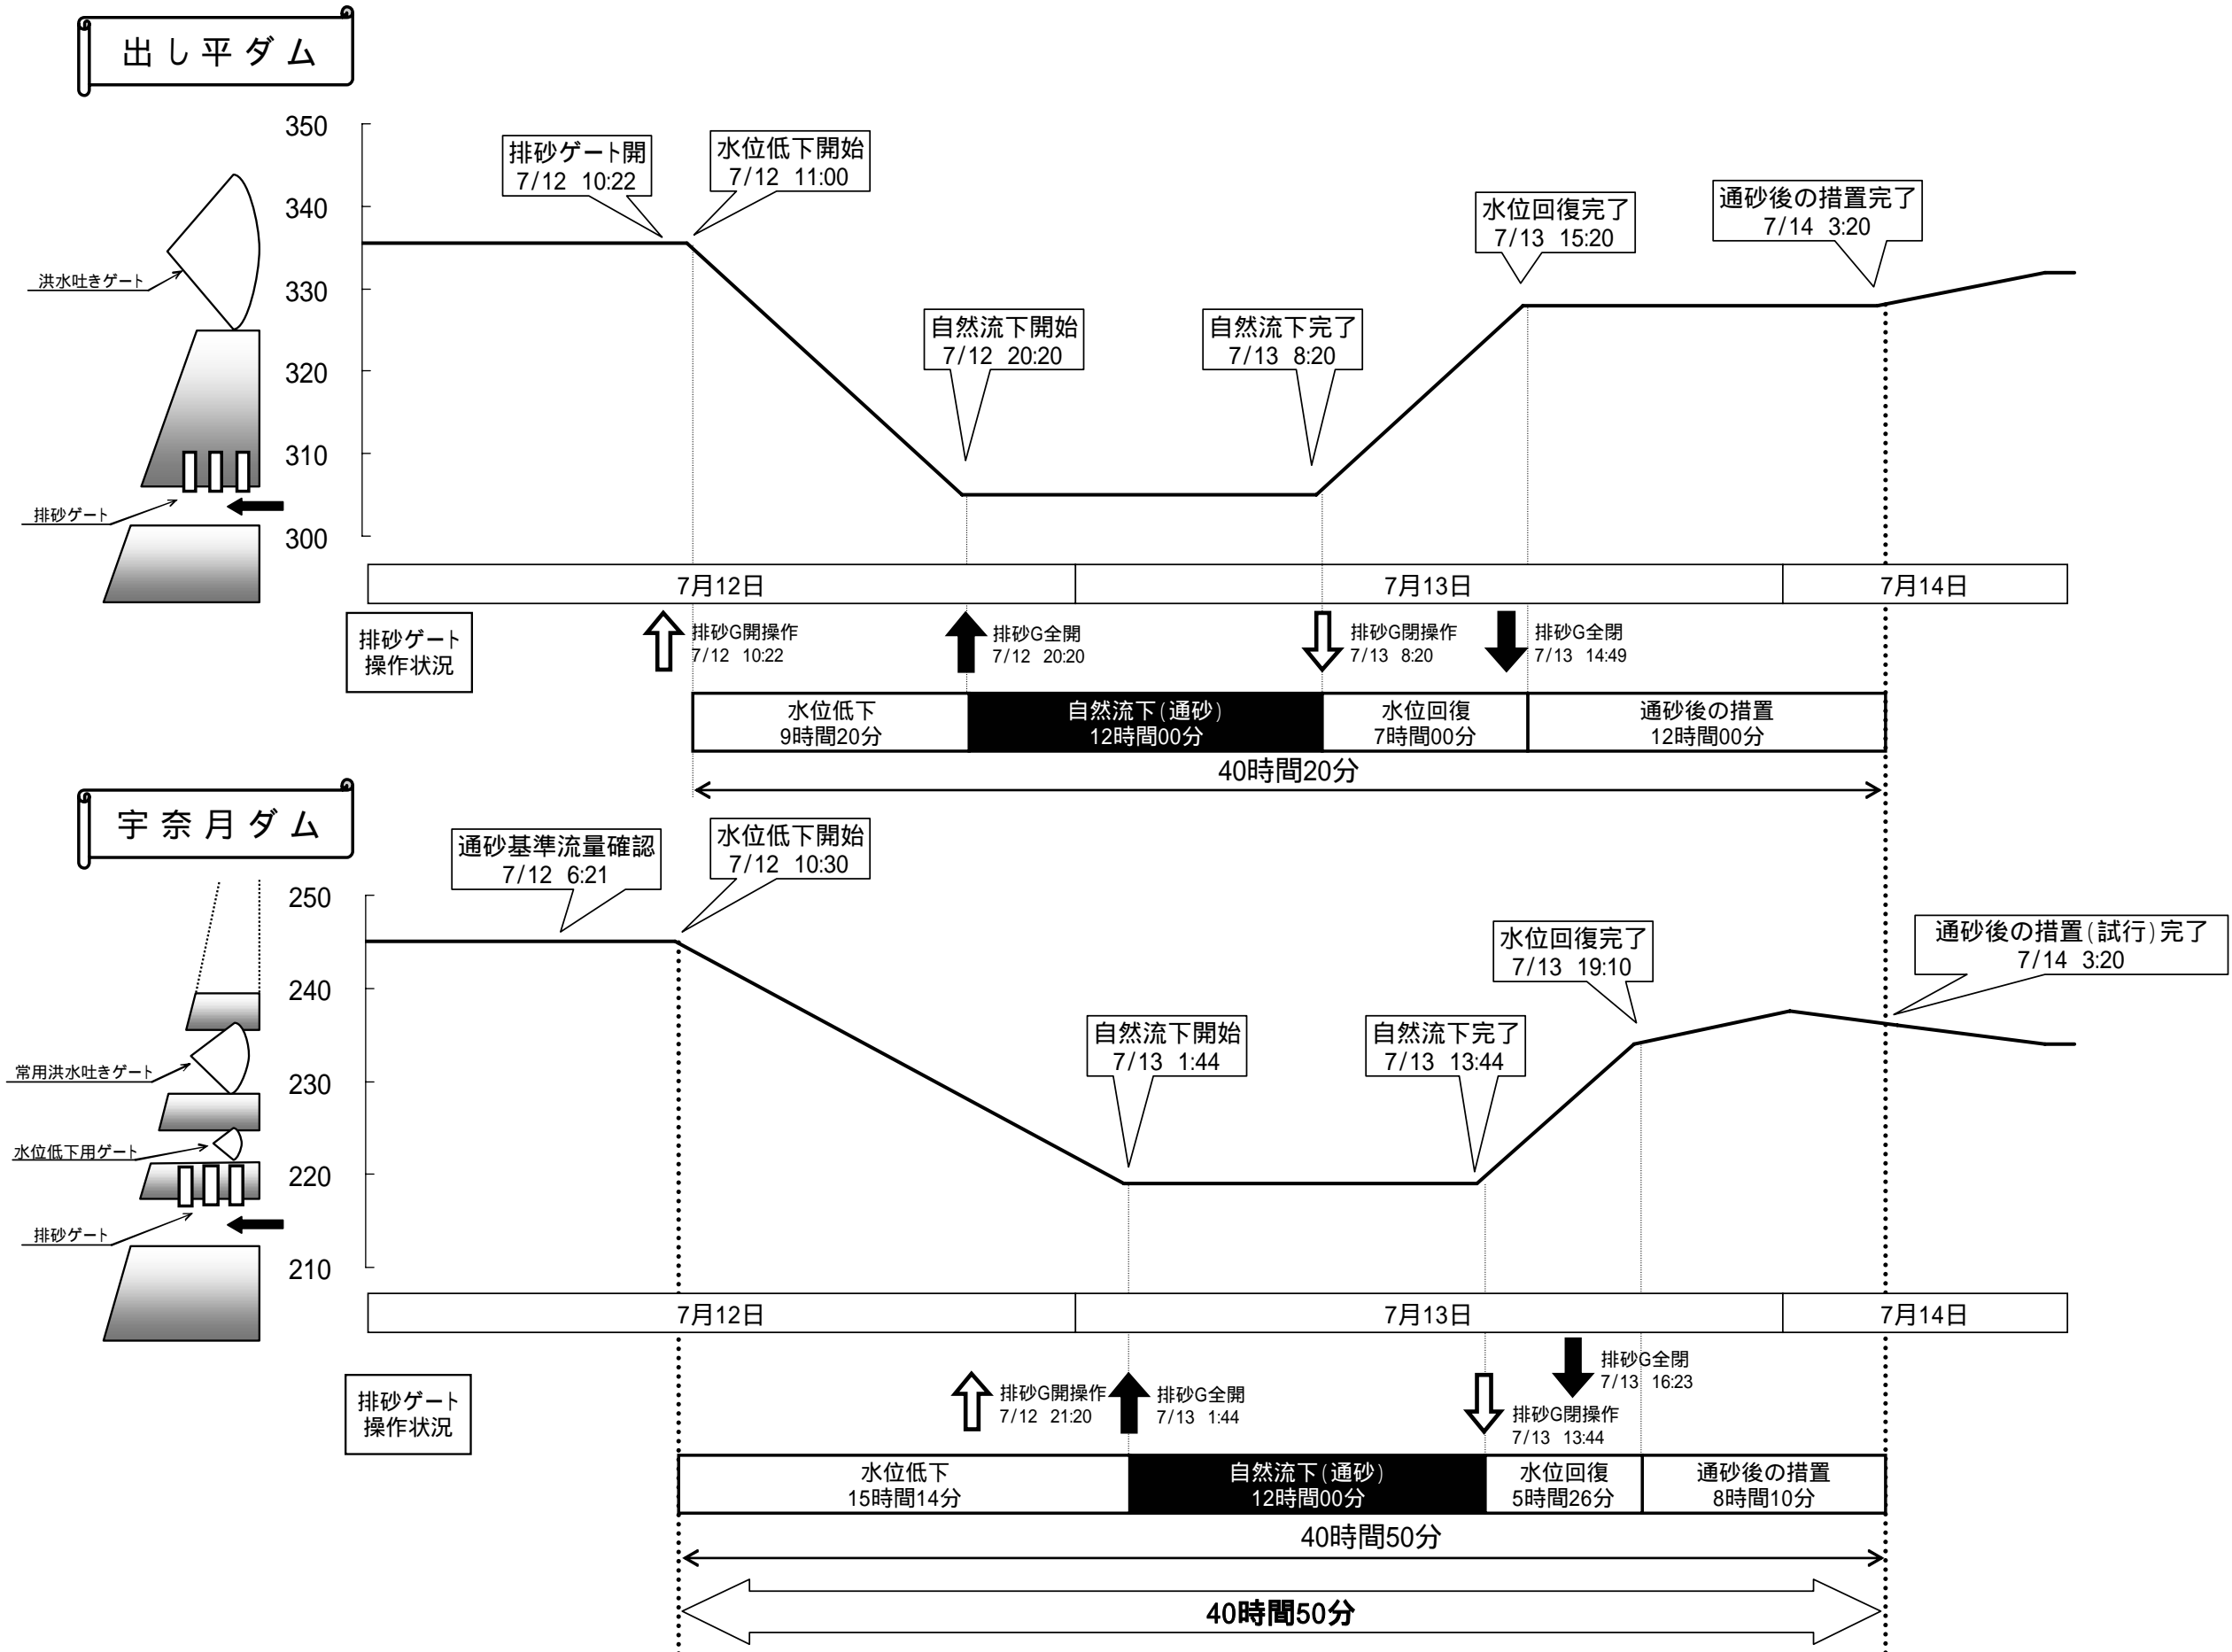 出し平ダム
350
340
330
320
310
300
洪水吐きゲート
排砂ゲート
排砂ゲート開
7/12 10:22
水位低下開始
7/12 11:00
自然流下開始
7/12 20:20
自然流下完了
7/13 8:20
水位回復完了
7/13 15:20
通砂後の措置完了
7/14 3:20
7月12日
7月13日
7月14日
排砂ゲート
操作状況
排砂G開操作
7/12 10:22
排砂G全開
7/12 20:20
排砂G閉操作
7/13 8:20
排砂G全閉
7/13 14:49
水位低下
9時間20分
自然流下(通砂)
12時間00分
水位回復
7時間00分
通砂後の措置
12時間00分
40時間20分
宇奈月ダム
250
240
230
220
210
常用洪水吐きゲート
水位低下用ゲート
排砂ゲート
通砂基準流量確認
7/12 6:21
水位低下開始
7/12 10:30
自然流下開始
7/13 1:44
自然流下完了
7/13 13:44
水位回復完了
7/13 19:10
通砂後の措置(試行)完了
7/14 3:20
7月12日
7月13日
7月14日
排砂ゲート
操作状況
排砂G開操作
7/12 21:20
排砂G全開
7/13 1:44
排砂G閉操作
7/13 13:44
排砂G全閉
7/13 16:23
水位低下
15時間14分
自然流下(通砂)
12時間00分
水位回復
5時間26分
通砂後の措置
8時間10分
40時間50分
40時間50分